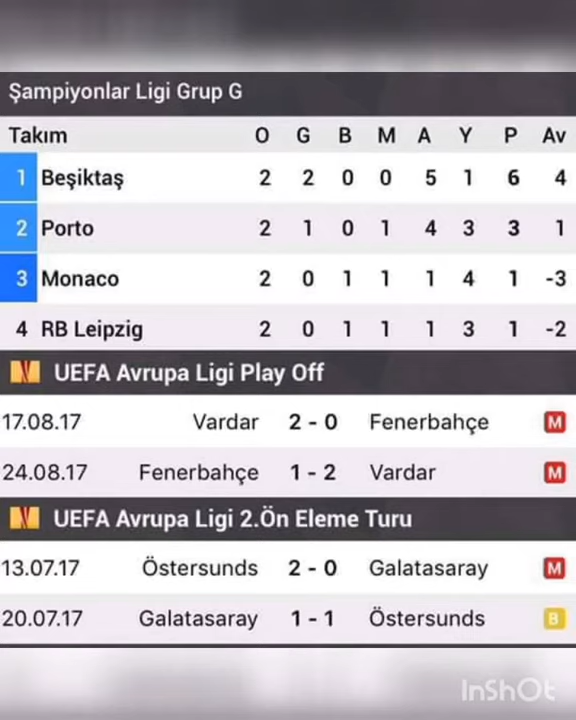 Şampiyonlar Ligi Grup G
Takım O G B M A Y P Av
1 Beşiktaş 2 2 0 0 5 1 6 4
2 Porto 2 1 0 1 4 3 3 1
3 Monaco 2 0 1 1 1 4 1 -3
4 RB Leipzig 2 0 1 1 1 3 1 -2
UEFA Avrupa Ligi Play Off
17.08.17 Vardar 2 - 0 Fenerbahçe M
24.08.17 Fenerbahçe 1 - 2 Vardar M
UEFA Avrupa Ligi 2.Ön Eleme Turu
13.07.17 Östersunds 2 - 0 Galatasaray M
20.07.17 Galatasaray 1 - 1 Östersunds B
InShOt